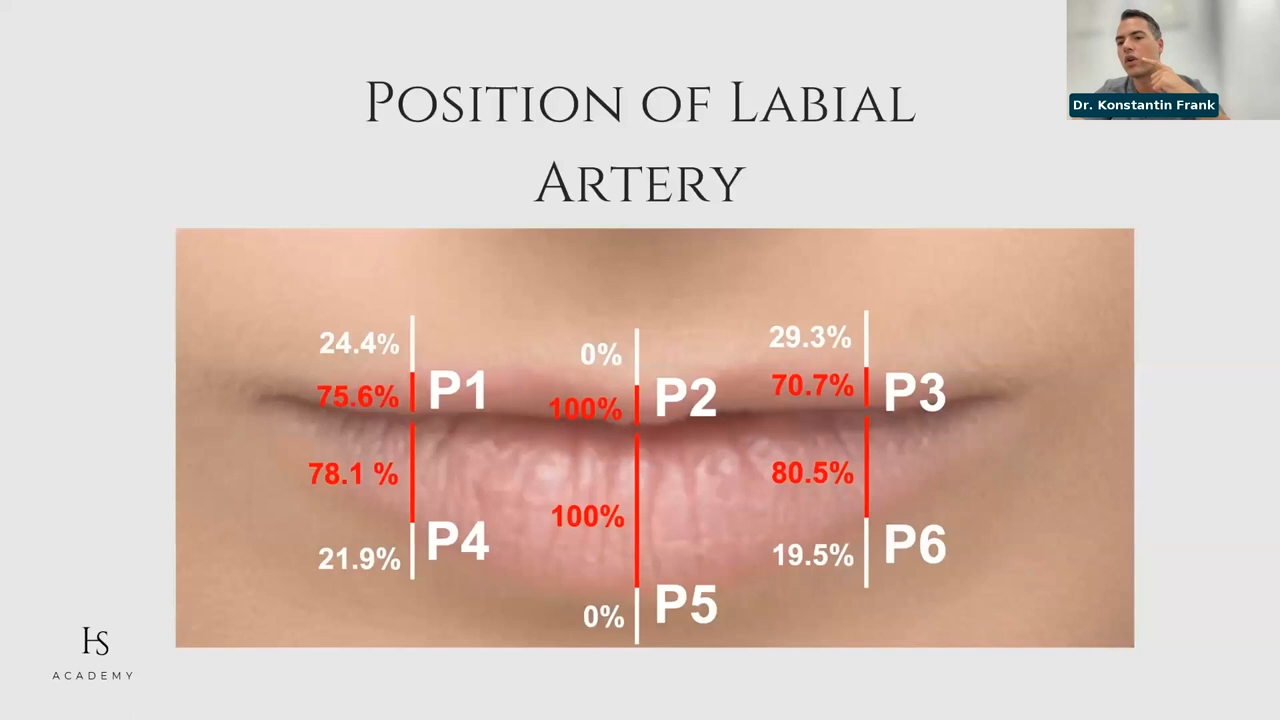 Dr. Konstantin Frank
Position of Labial
Artery
24.4%
75.6%
P1
0%
100%
P2
29.3%
70.7%
P3
78.1 %
21.9%
P4
100%
0%
P5
80.5%
19.5%
P6
HS
ACADEMY